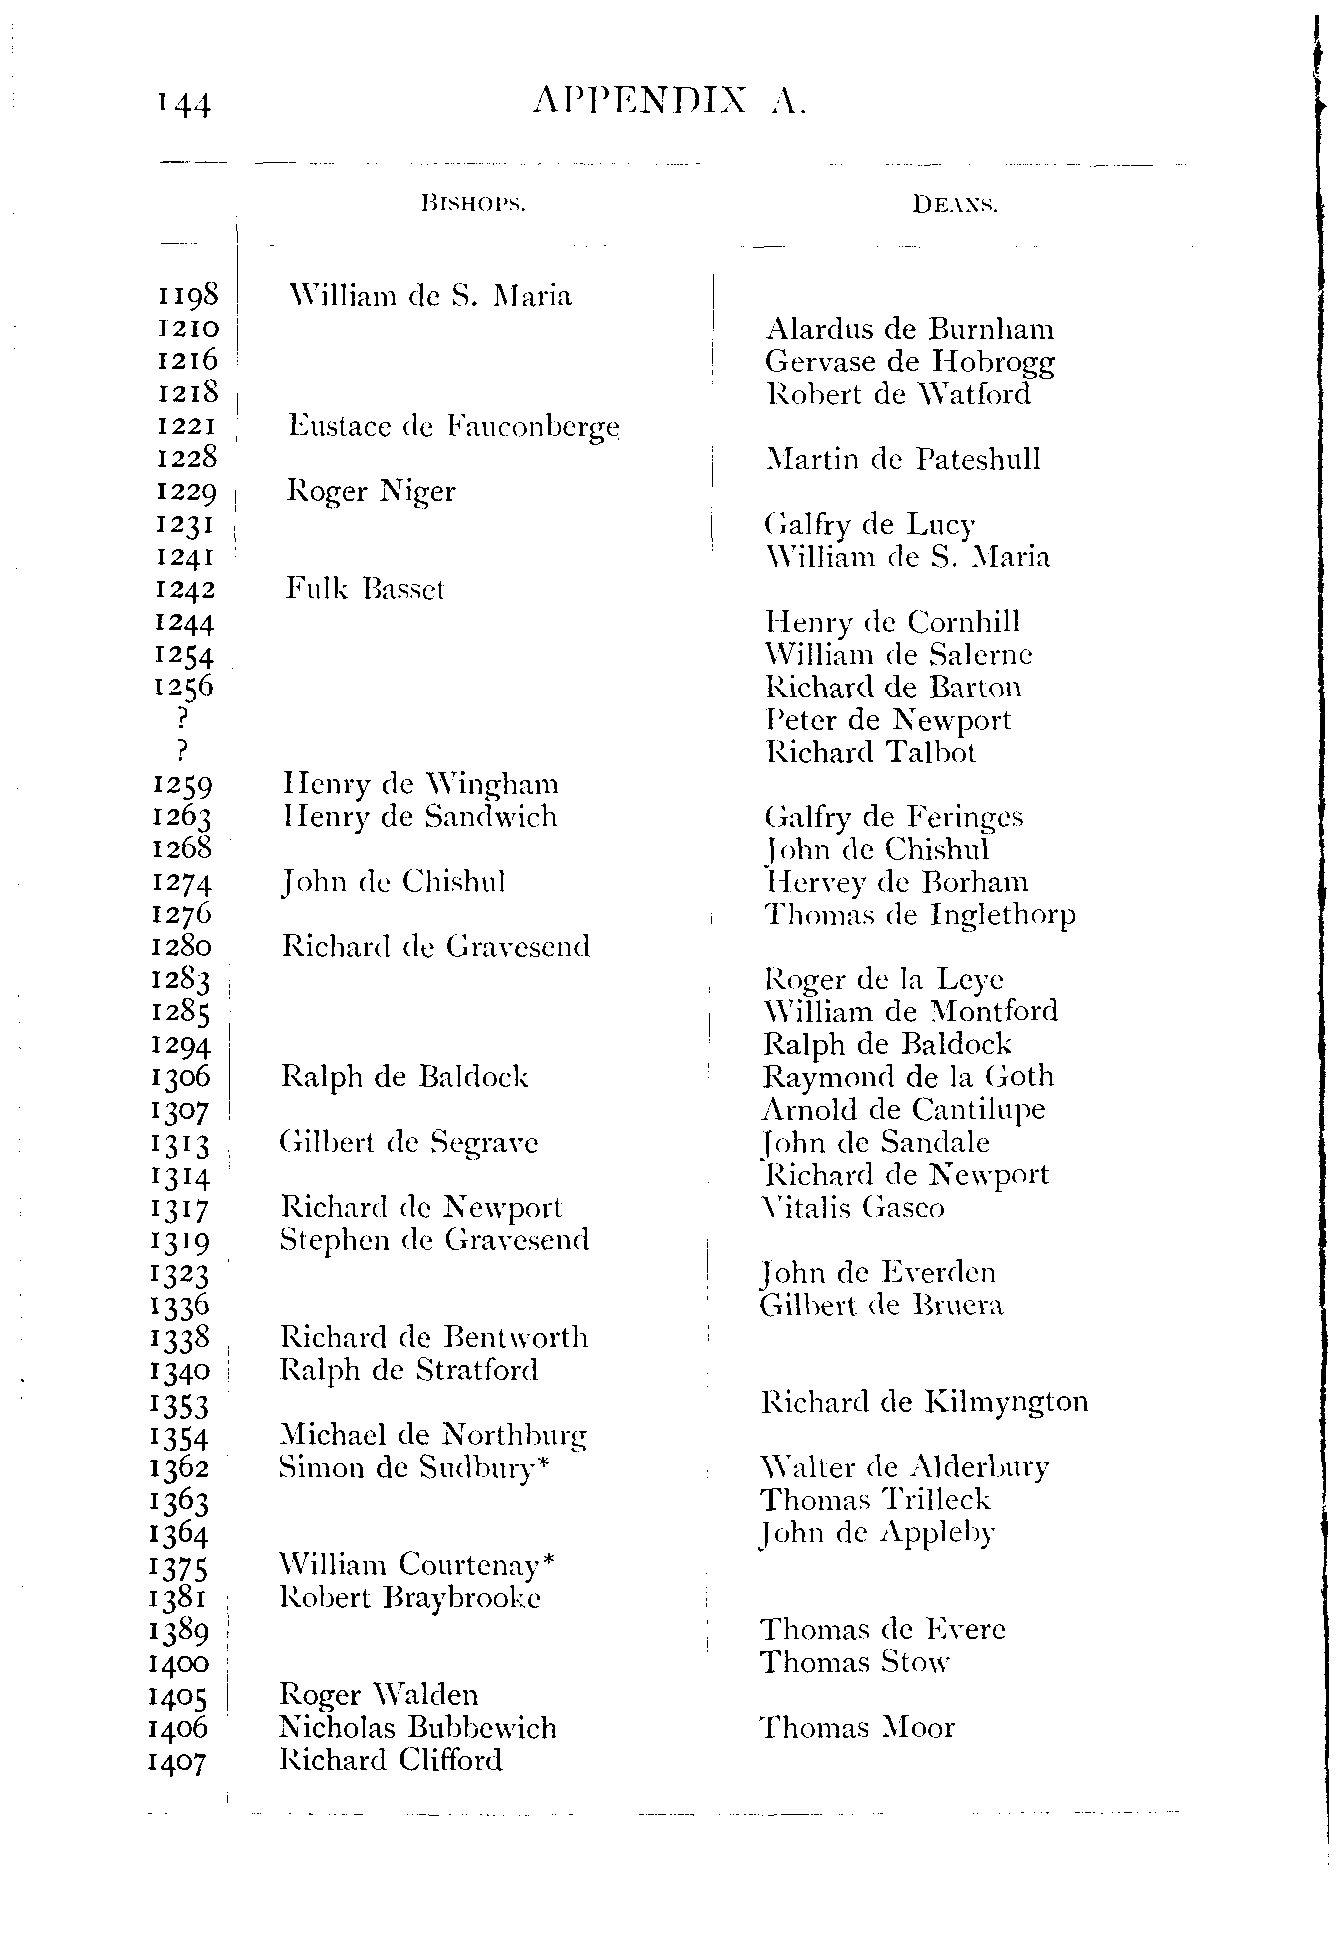 144 APPENDIX A.
BISHOPS. DEANS.
1198 William de S. Maria
1210 Alardus de Burnham
1216 Gervase de Hobrogg
1218 Robert de Watford
1221 Eustace de Fauconberge
1228 Martin de Pateshull
1229 Roger Niger
1231 Galfry de Lucy
1241 William de S. Maria
1242 Fulk Basset
1244 Henry de Cornhill
1254 William de Salerne
1256 Richard de Barton
? Peter de Newport
? Richard Talbot
1259 Henry de Wingham
1263 Henry de Sandwich Galfry de Feringes
1268 John de Chishul
1274 John de Chishul Hervey de Borham
1276 Thomas de Inglethorp
1280 Richard de Gravesend
1283 Roger de la Leye
1285 William de Montford
1294 Ralph de Baldock
1306 Ralph de Baldock Raymond de la Goth
1307 Arnold de Cantilupe
1313 Gilbert de Segrave John de Sandale
1314 Richard de Newport
1317 Richard de Newport Vitalis Gasco
1319 Stephen de Gravesend
1323 John de Everden
1336 Gilbert de Bruera
1338 Richard de Bentworth
1340 Ralph de Stratford
1353 Richard de Kilmyngton
1354 Michael de Northburg
1362 Simon de Sudbury* Walter de Alderbury
1363 Thomas Trilleck
1364 John de Appleby
1375 William Courtenay*
1381 Robert Braybrooke
1389 Thomas de Evere
1400 Thomas Stow
1405 Roger Walden
1406 Nicholas Bubbewich Thomas Moor
1407 Richard Clifford